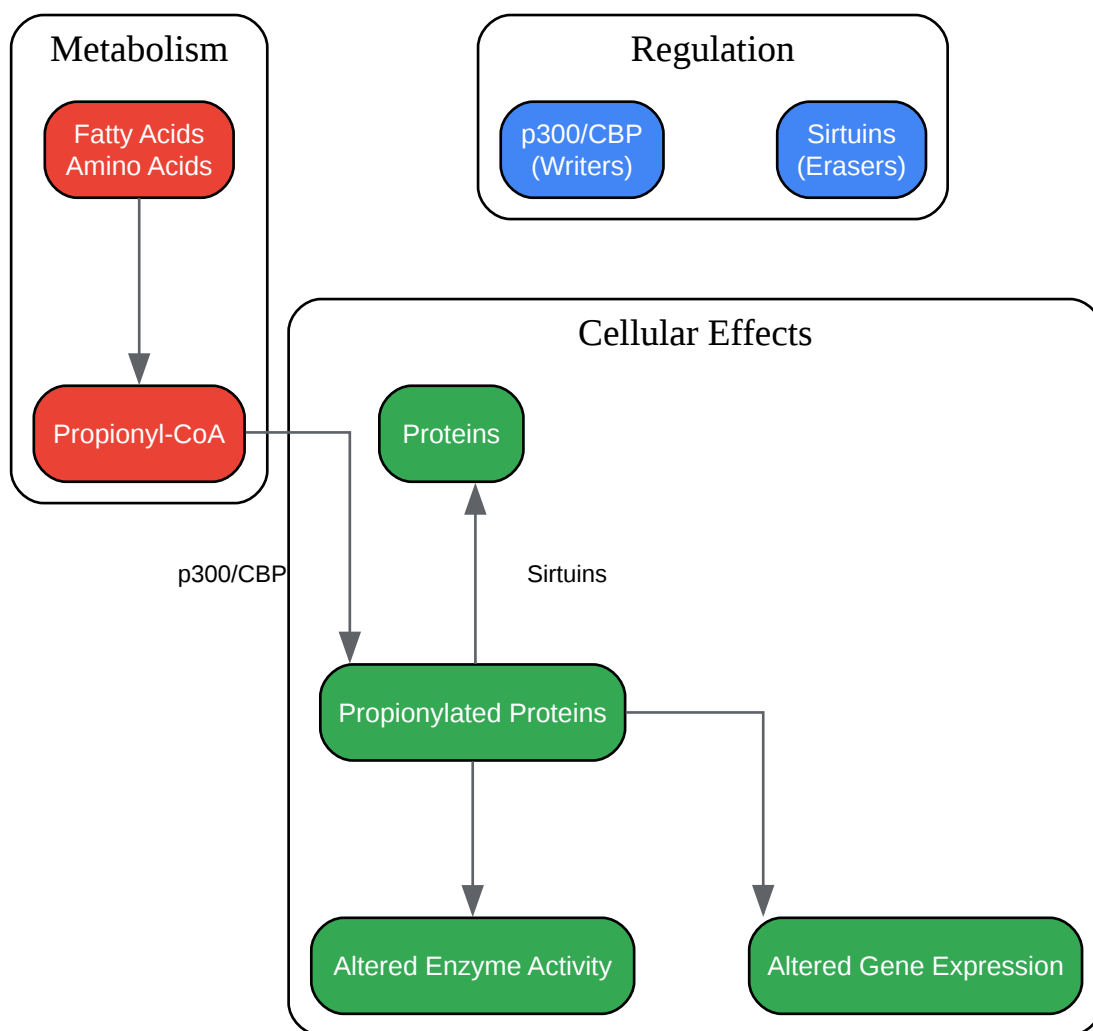 Metabolism
Fatty Acids
Amino Acids
Propionyl-CoA
Regulation
p300/CBP
(Writers)
Sirtuins
(Erasers)
Cellular Effects
Proteins
p300/CBP
Sirtuins
Propionylated Proteins
Altered Enzyme Activity
Altered Gene Expression